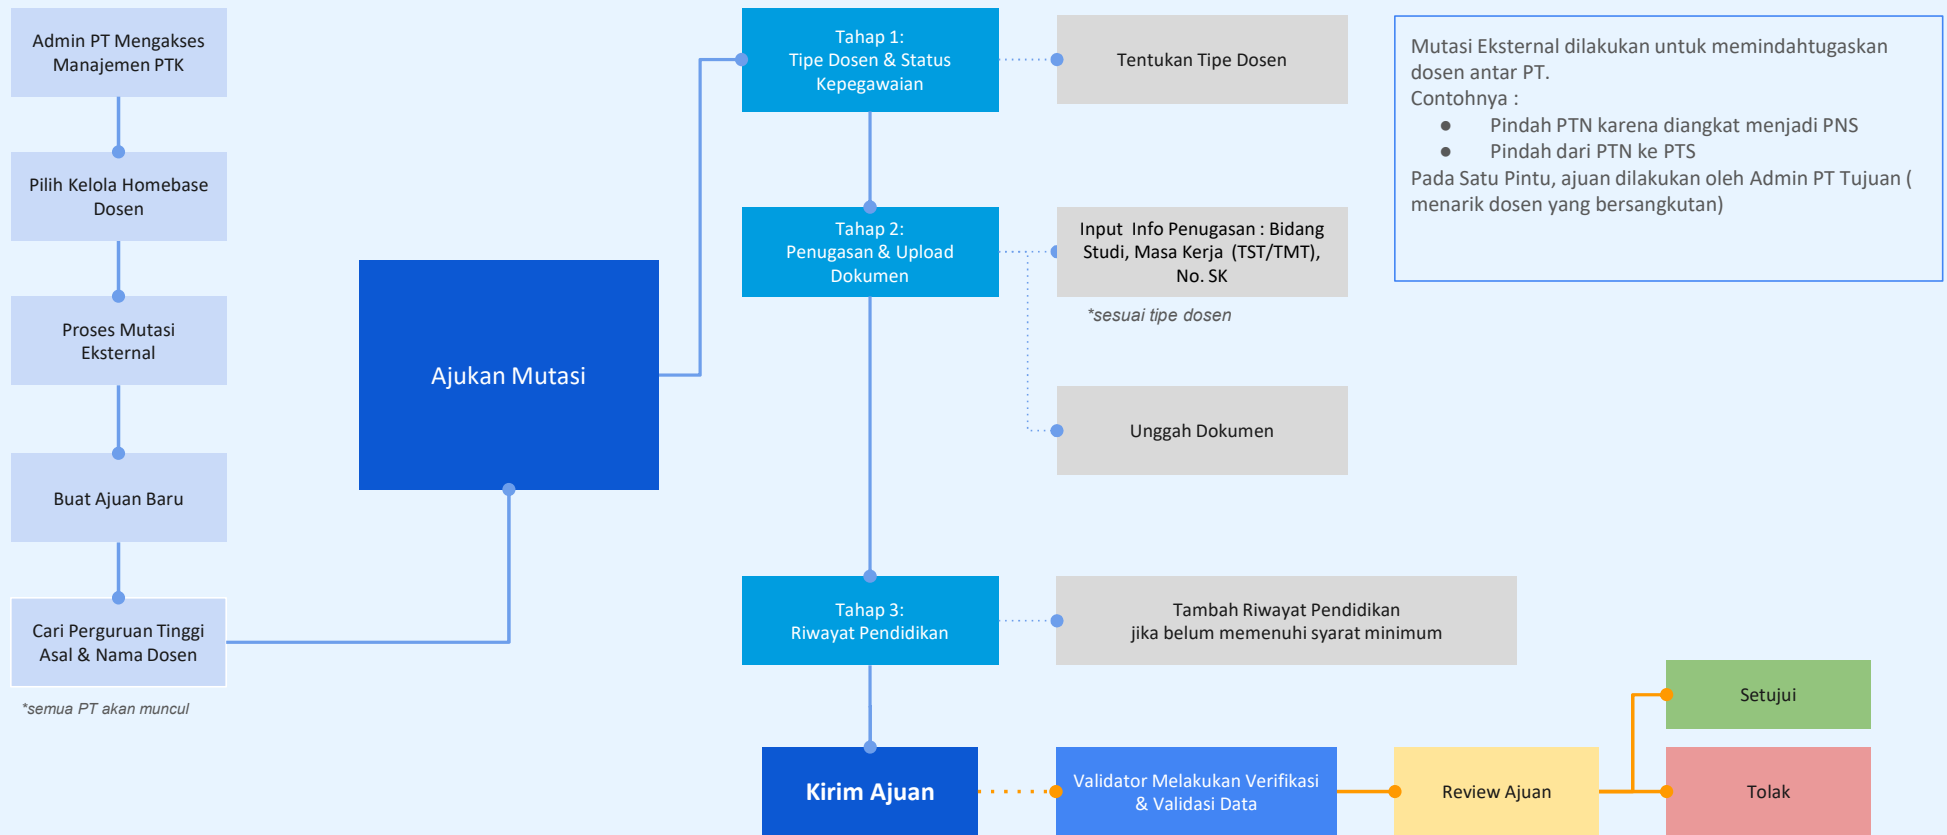 Admin PT Mengakses
Manajemen PTK
Pilih Kelola Homebase
Dosen
Proses Mutasi
Eksternal
Buat Ajuan Baru
Cari Perguruan Tinggi
Asal & Nama Dosen
*semua PT akan muncul
Ajukan Mutasi
Tahap 1:
Tipe Dosen & Status
Kepegawaian
Tentukan Tipe Dosen
Tahap 2:
Penugasan & Upload
Dokumen
Input  Info Penugasan : Bidang
Studi, Masa Kerja  (TST/TMT),
No. SK
*sesuai tipe dosen
Unggah Dokumen
Tahap 3:
Riwayat Pendidikan
Tambah Riwayat Pendidikan
jika belum memenuhi syarat minimum
Kirim Ajuan
Validator Melakukan Verifikasi
& Validasi Data
Review Ajuan
Setujui
Tolak
Mutasi Eksternal dilakukan untuk memindahtugaskan
dosen antar PT.
Contohnya :
● Pindah PTN karena diangkat menjadi PNS
● Pindah dari PTN ke PTS
Pada Satu Pintu, ajuan dilakukan oleh Admin PT Tujuan (
menarik dosen yang bersangkutan)